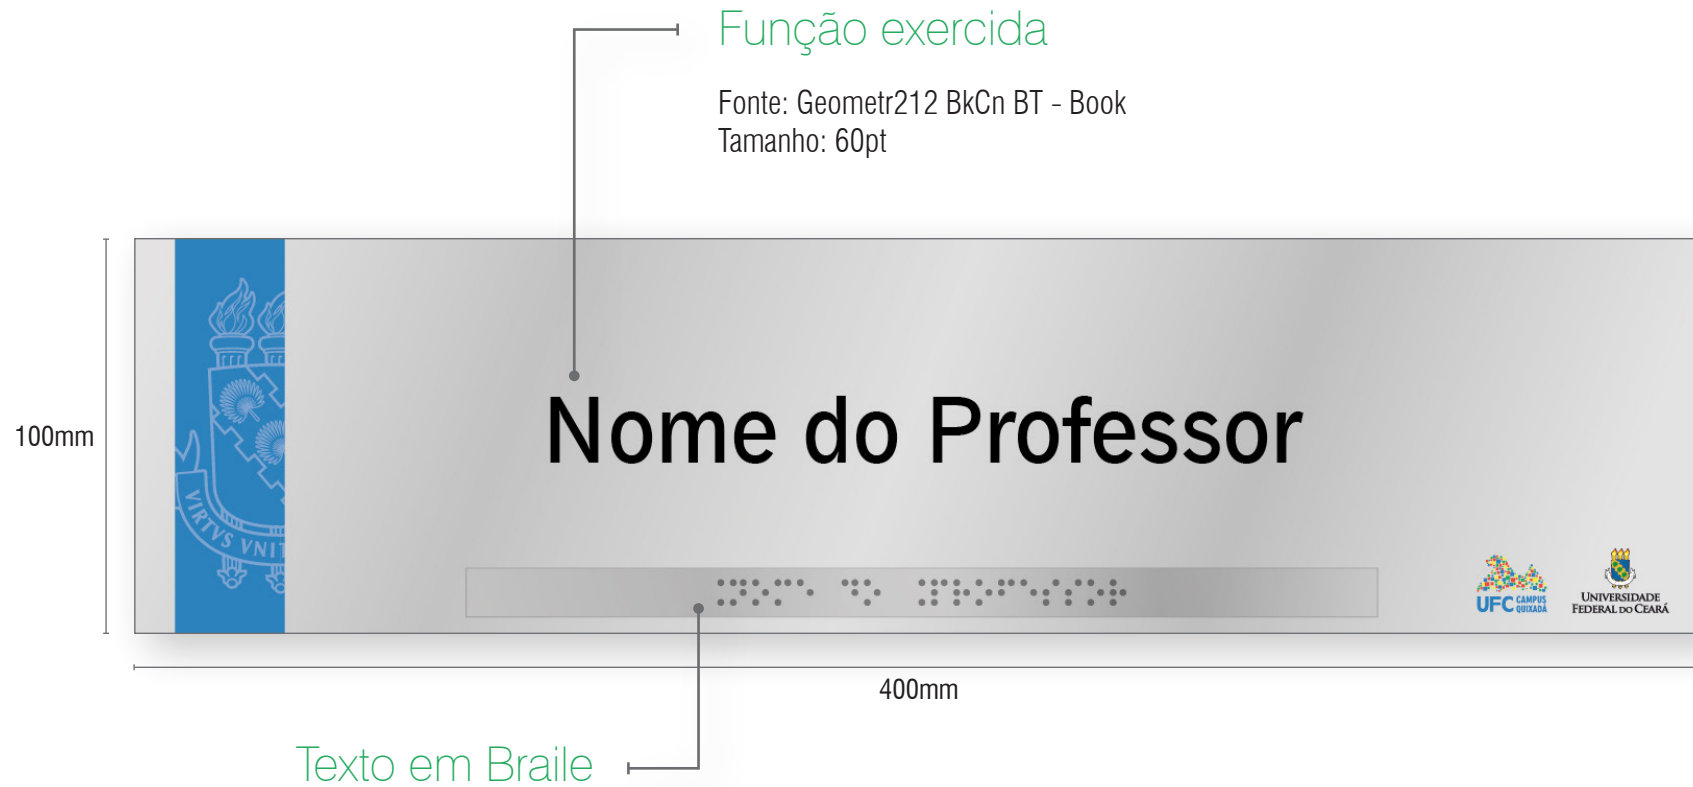 Função exercida
Fonte: Geometr212 BkCn BT - Book
Tamanho: 60pt
100mm
Nome do Professor
VIRTVS VNIT
UFC CAMPUS QUIXADÁ
UNIVERSIDADE
FEDERAL DO CEARÁ
400mm
Texto em Braile